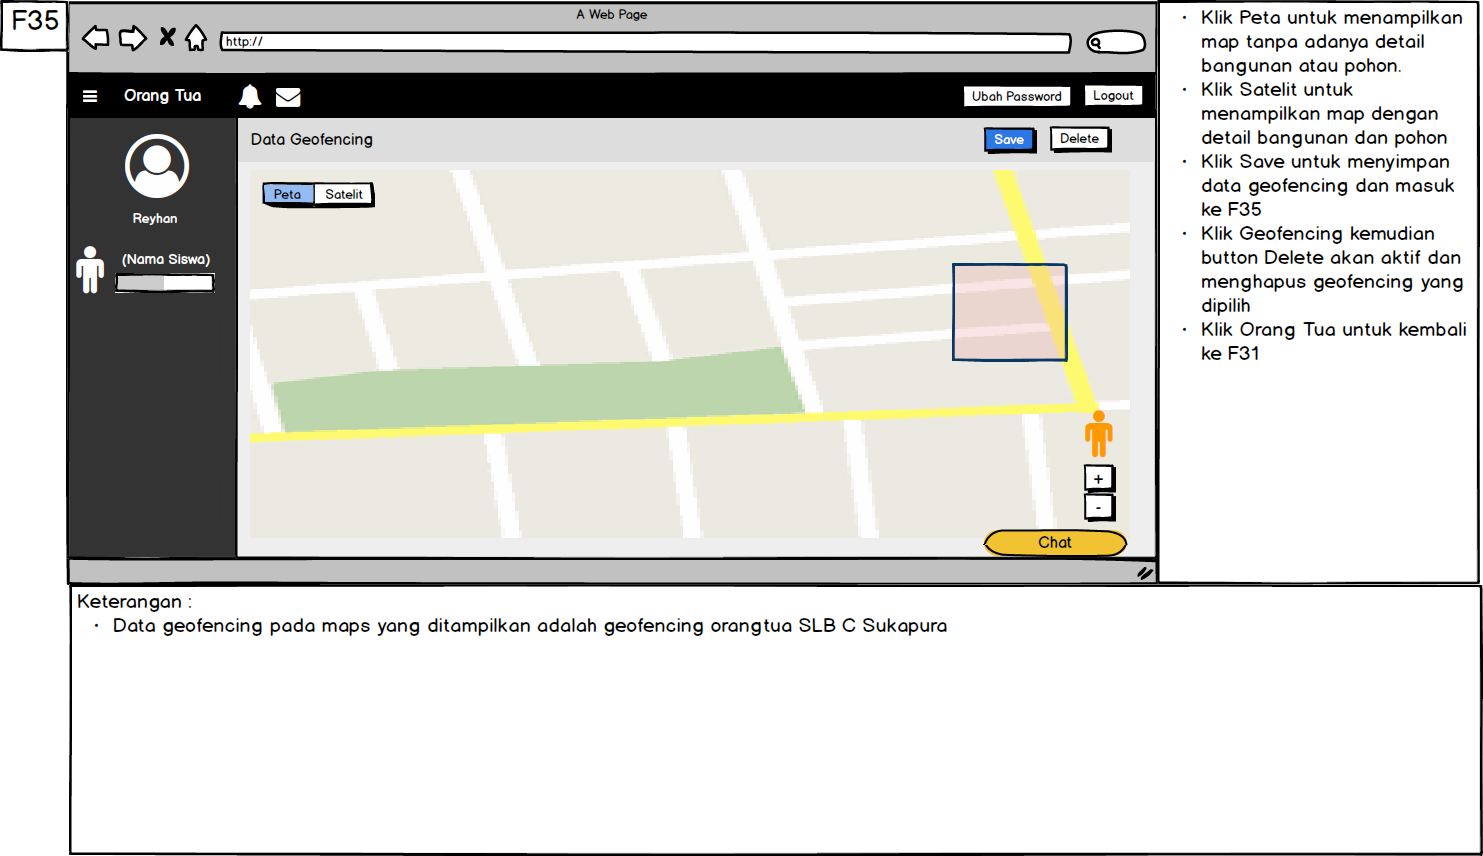 F35
A Web Page
http://
Orang Tua
Ubah Password
Logout
Data Geofencing
Save
Delete
Peta
Satelit
Reyhan
(Nama Siswa)
+
-
Chat
• Klik Peta untuk menampilkan
map tanpa adanya detail
bangunan atau pohon.
• Klik Satelit untuk
menampilkan map dengan
detail bangunan dan pohon
• Klik Save untuk menyimpan
data geofencing dan masuk
ke F35
• Klik Geofencing kemudian
button Delete akan aktif dan
menghapus geofencing yang
dipilih
• Klik Orang Tua untuk kembali
ke F31
Keterangan :
• Data geofencing pada maps yang ditampilkan adalah geofencing orangtua SLB C Sukapura